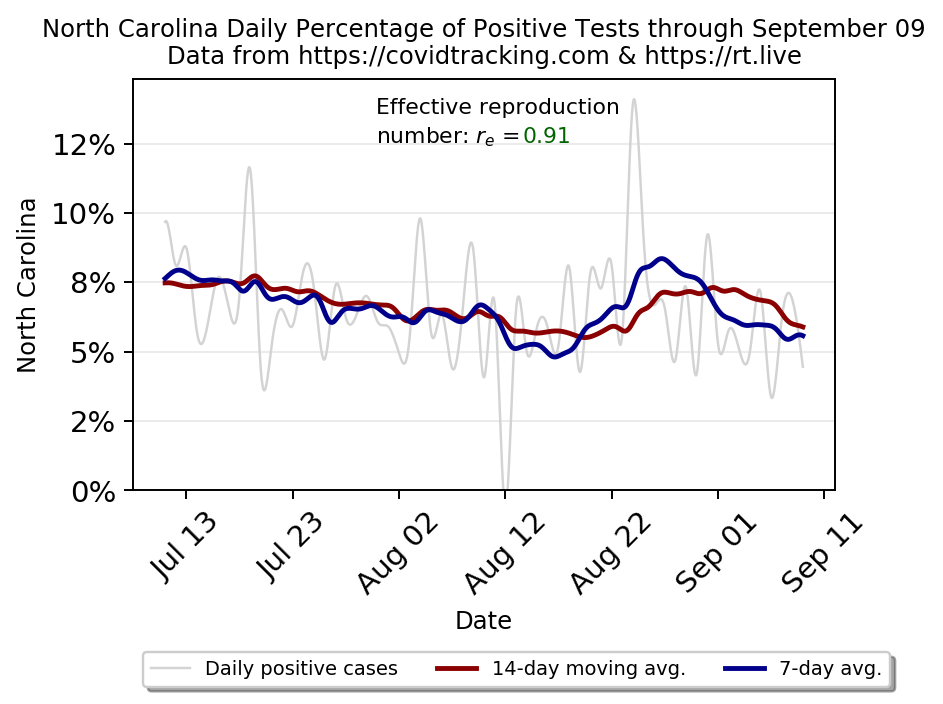 North Carolina Daily Percentage of Positive Tests through September 09
Data from https://covidtracking.com & https://rt.live
Effective reproduction
number: rₑ =0.91
12%
10%
8%
5%
2%
0%
North Carolina
Jul 13
Jul 23
Aug 02
Aug 12
Aug 22
Sep 01
Sep 11
Date
Daily positive cases
14-day moving avg.
7-day avg.